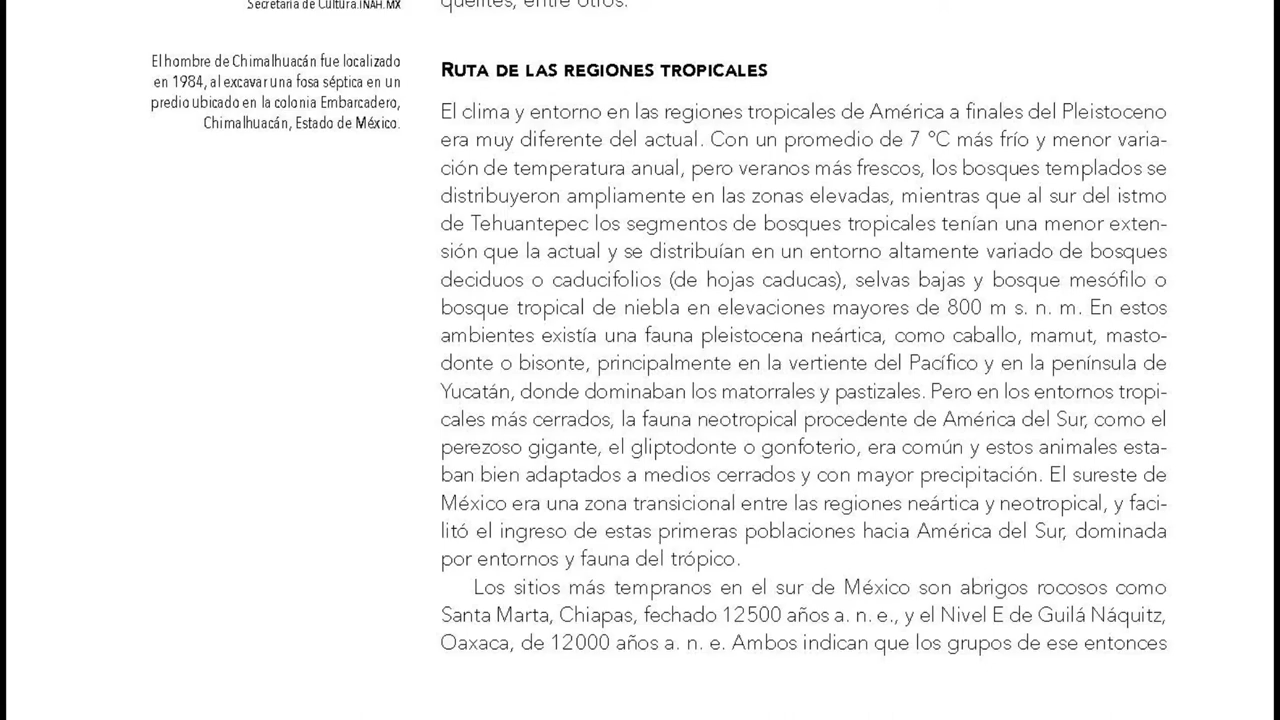 Secretaría de Cultura.INAH.MX
quelites, entre otros.
El hombre de Chimalhuacán fue localizado
en 1984, al excavar una fosa séptica en un
predio ubicado en la colonia Embarcadero,
Chimalhuacán, Estado de México.
RUTA DE LAS REGIONES TROPICALES
El clima y entorno en las regiones tropicales de América a finales del Pleistoceno
era muy diferente del actual. Con un promedio de 7 °C más frío y menor varia-
ción de temperatura anual, pero veranos más frescos, los bosques templados se
distribuyeron ampliamente en las zonas elevadas, mientras que al sur del istmo
de Tehuantepec los segmentos de bosques tropicales tenían una menor exten-
sión que la actual y se distribuían en un entorno altamente variado de bosques
deciduos o caducifolios (de hojas caducas), selvas bajas y bosque mesófilo o
bosque tropical de niebla en elevaciones mayores de 800 m s. n. m. En estos
ambientes existía una fauna pleistocena neártica, como caballo, mamut, masto-
donte o bisonte, principalmente en la vertiente del Pacífico y en la península de
Yucatán, donde dominaban los matorrales y pastizales. Pero en los entornos tropi-
cales más cerrados, la fauna neotropical procedente de América del Sur, como el
perezoso gigante, el gliptodonte o gonfoterio, era común y estos animales esta-
ban bien adaptados a medios cerrados y con mayor precipitación. El sureste de
México era una zona transicional entre las regiones neártica y neotropical, y faci-
litó el ingreso de estas primeras poblaciones hacia América del Sur, dominada
por entornos y fauna del trópico.
Los sitios más tempranos en el sur de México son abrigos rocosos como
Santa Marta, Chiapas, fechado 12500 años a. n. e., y el Nivel E de Guilá Náquitz,
Oaxaca, de 12000 años a. n. e. Ambos indican que los grupos de ese entonces